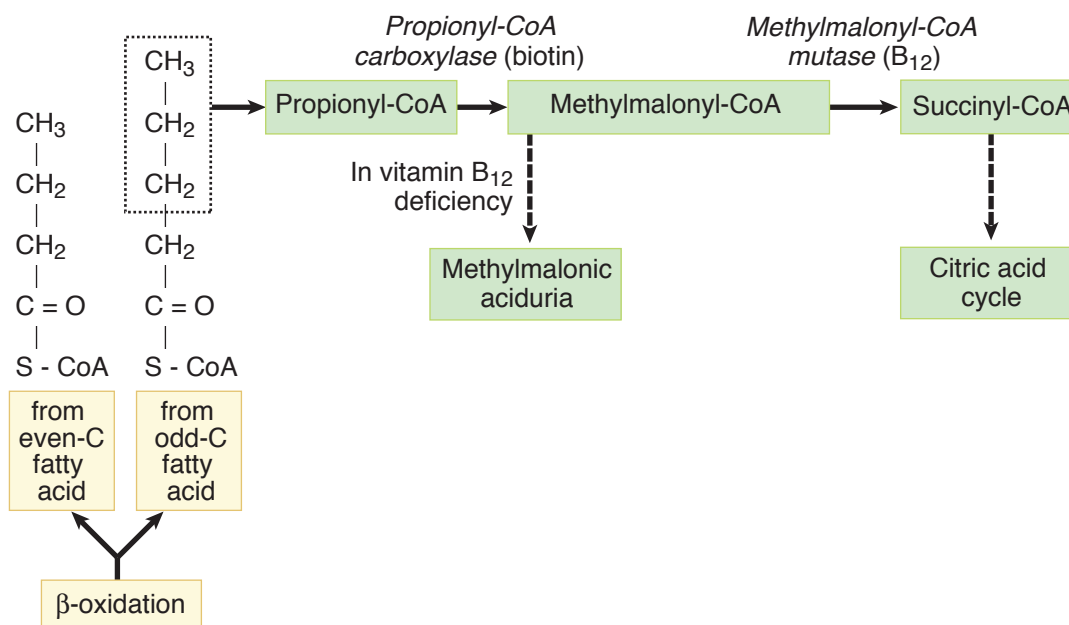 Propionyl-CoA
carboxylase (biotin)
Methylmalonyl-CoA
mutase (B12)
Propionyl-CoA
Methylmalonyl-CoA
Succinyl-CoA
In vitamin B12
deficiency
Methylmalonic
aciduria
Citric acid
cycle
CH3
CH2
CH2
C = O
S - CoA
CH3
CH2
CH2
CH2
C = O
S - CoA
from
even-C
fatty
acid
from
odd-C
fatty
acid
β-oxidation